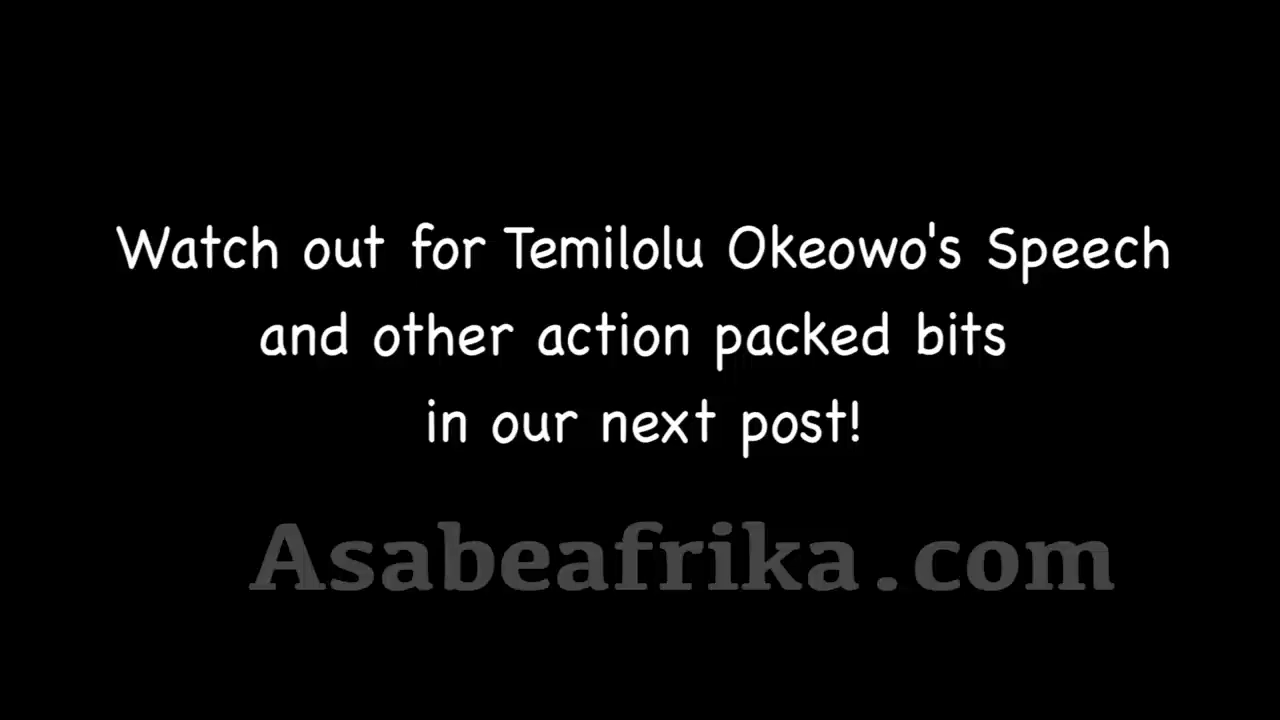 Watch out for Temilolu Okeowo's Speech
and other action packed bits
in our next post!
Asabeafrika.com